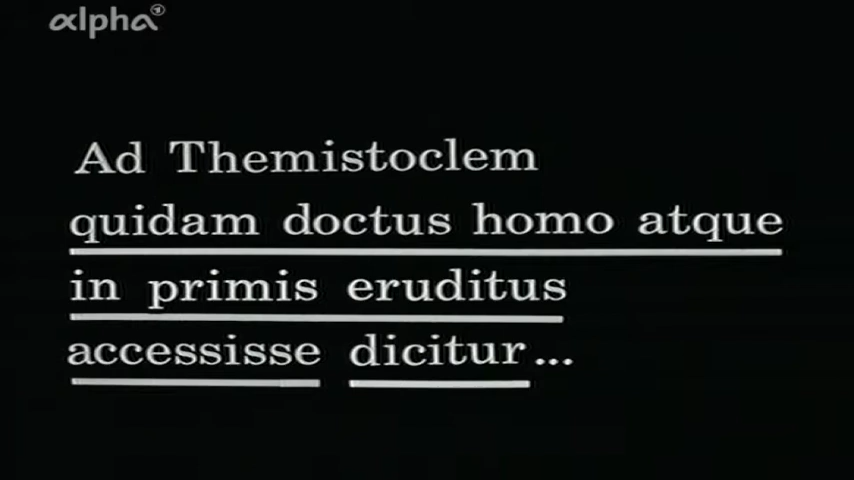 alpha
Ad Themistoclem
quidam doctus homo atque
in primis eruditus
accessisse dicitur...